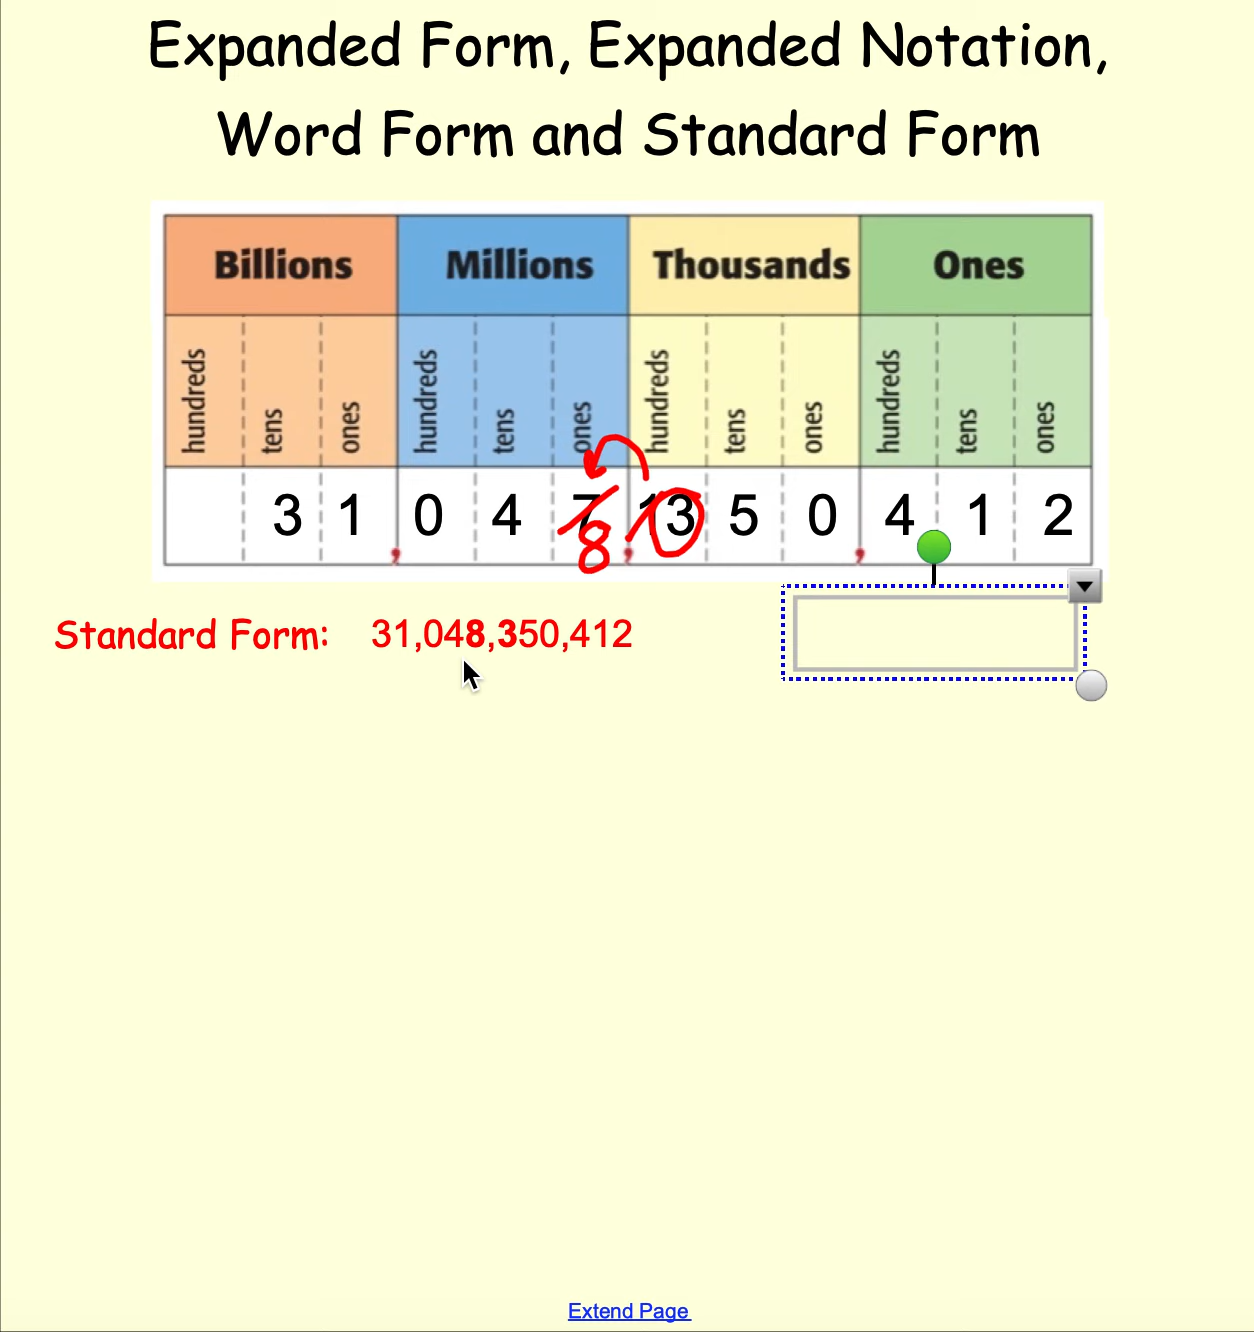 Expanded Form, Expanded Notation,
Word Form and Standard Form
Billions Millions Thousands Ones
hundreds tens ones hundreds tens ones hundreds tens ones hundreds tens ones
3 1 0 4 7 13 5 0 4 1 2
8 , , ,
Standard Form: 31,048,350,412
Extend Page